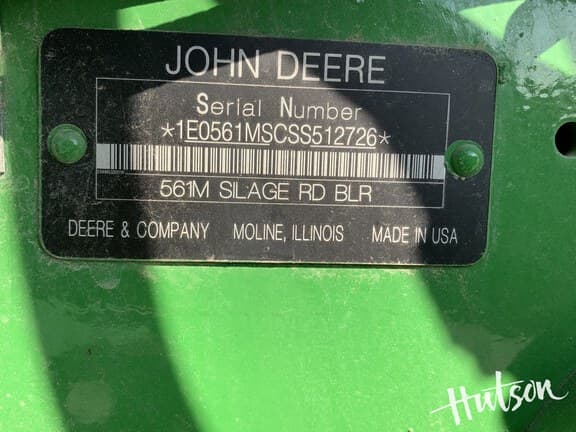 JOHN DEERE
Serial Number
*1E0561MSCSS512726*
561M SILAGE RD BLR
DEERE & COMPANY MOLINE, ILLINOIS MADE IN USA
Hutson